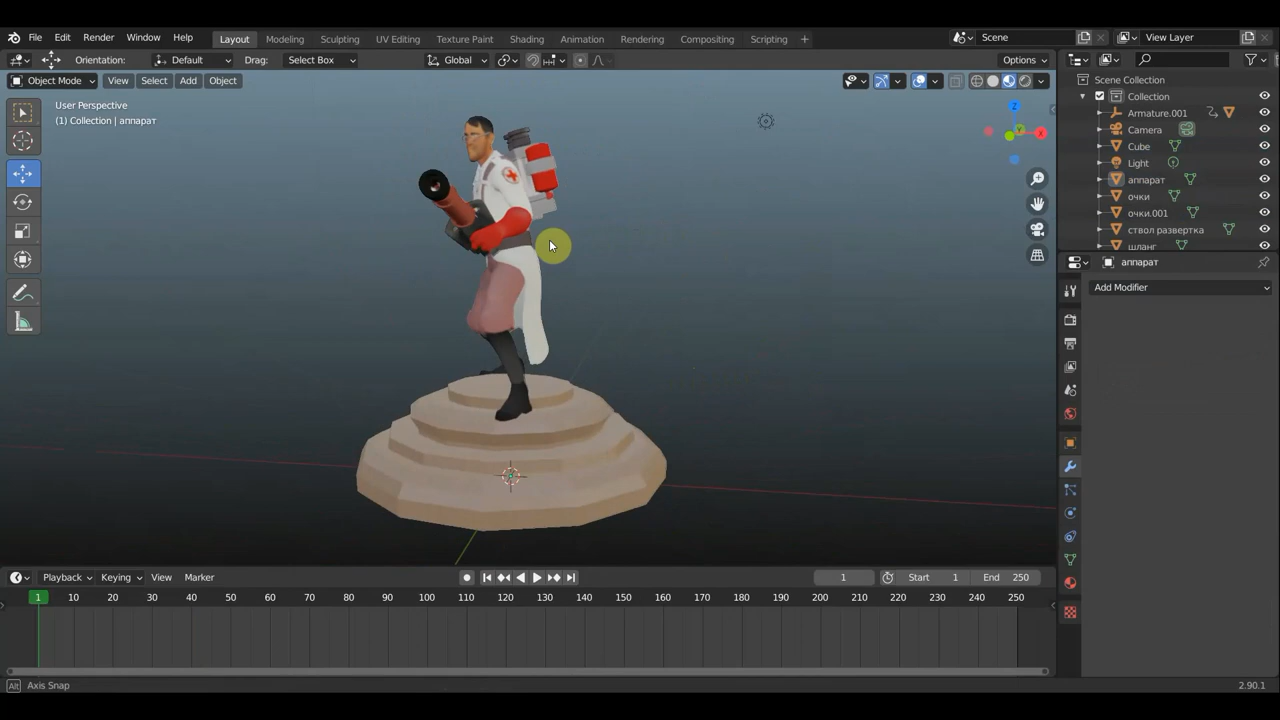 File Edit Render Window Help Layout Modeling Sculpting UV Editing Texture Paint Shading Animation Rendering Compositing Scripting + Scene View Layer
Orientation: Default Drag: Select Box Global Options
Object Mode View Select Add Object
User Perspective
(1) Collection | аппарат
X
Y
Z
Scene Collection
Collection
Armature.001
Camera
Cube
Light
аппарат
очки
очки.001
ствол развертка
шланг
аппарат
Add Modifier
Playback Keying View Marker 1 Start 1 End 250
1 10 20 30 40 50 60 70 80 90 100 110 120 130 140 150 160 170 180 190 200 210 220 230 240 250
Alt Axis Snap 2.90.1